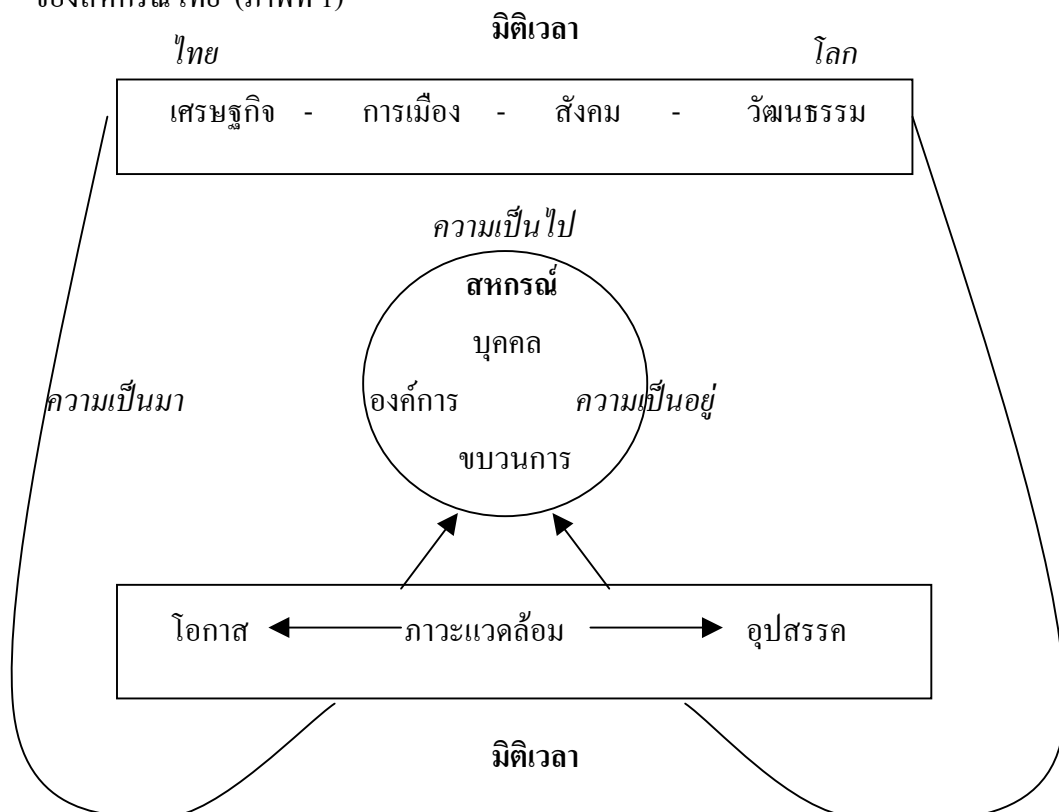 ของสหกรณ์ไทย (ภาพที่ 1)
มิติเวลา
ไทย โลก
เศรษฐกิจ - การเมือง - สังคม - วัฒนธรรม
ความเป็นไป
สหกรณ์
บุคคล
ความเป็นมา องค์การ ความเป็นอยู่
ขบวนการ
โอกาส ภาวะแวดล้อม อุปสรรค
มิติเวลา